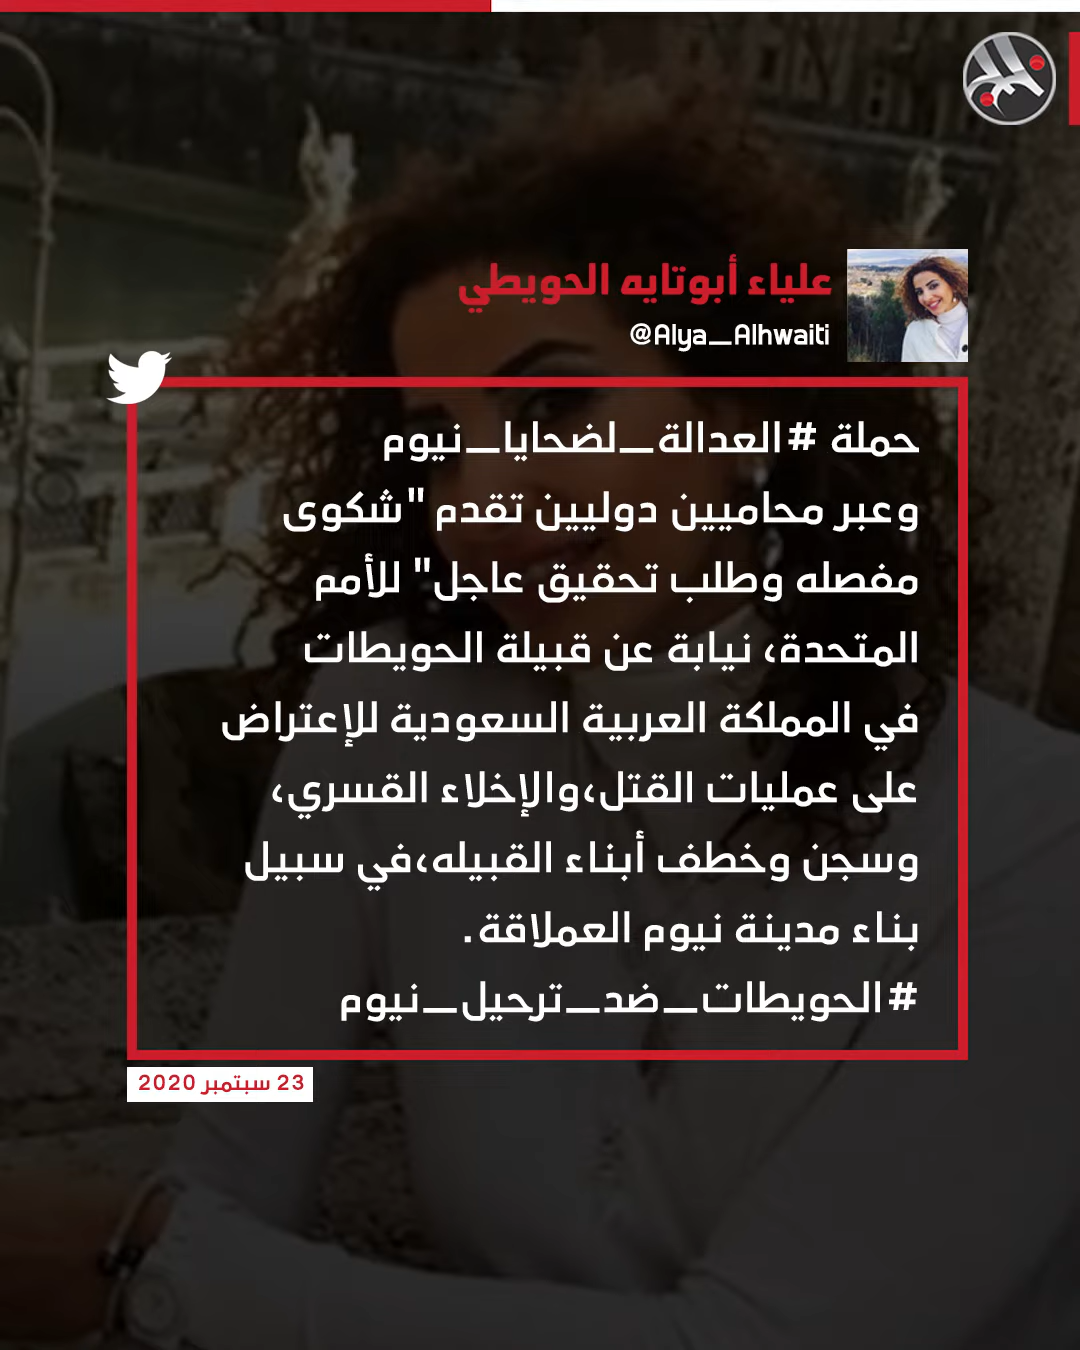 علياء أبوتايه الحويطي
@Alya_Alhwaiti
حملة #العدالة_لضحايا_نيوم
وعبر محاميين دوليين تقدم "شكوى
مفصله وطلب تحقيق عاجل" للأمم
المتحدة، نيابة عن قبيلة الحويطات
في المملكة العربية السعودية للإعتراض
على عمليات القتل،والإخلاء القسري،
وسجن وخطف أبناء القبيله،في سبيل
بناء مدينة نيوم العملاقة.
#الحويطات_ضد_ترحيل_نيوم
23 سبتمبر 2020